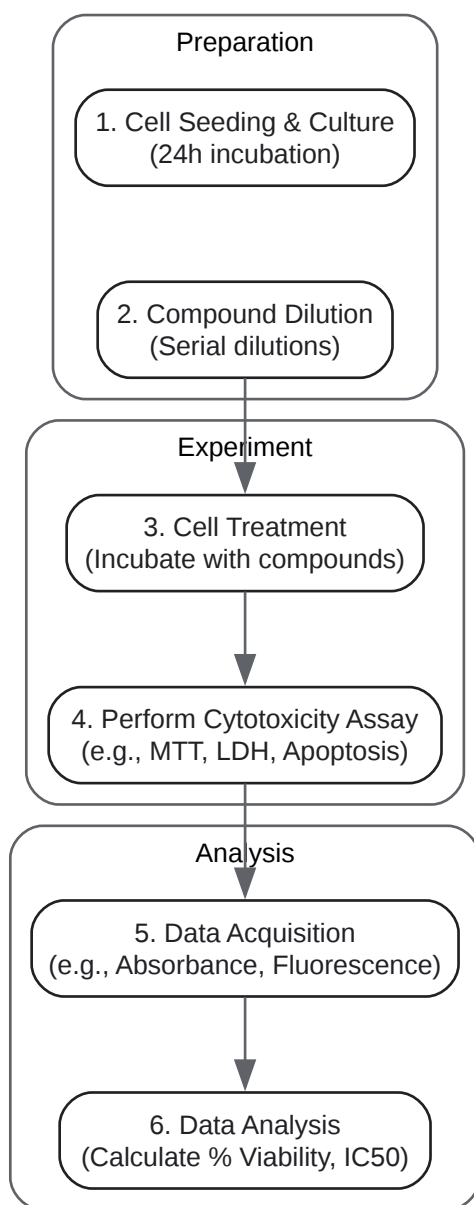 Preparation
1. Cell Seeding & Culture
(24h incubation)
2. Compound Dilution
(Serial dilutions)
Experiment
3. Cell Treatment
(Incubate with compounds)
4. Perform Cytotoxicity Assay
(e.g., MTT, LDH, Apoptosis)
Analysis
5. Data Acquisition
(e.g., Absorbance, Fluorescence)
6. Data Analysis
(Calculate % Viability, IC50)